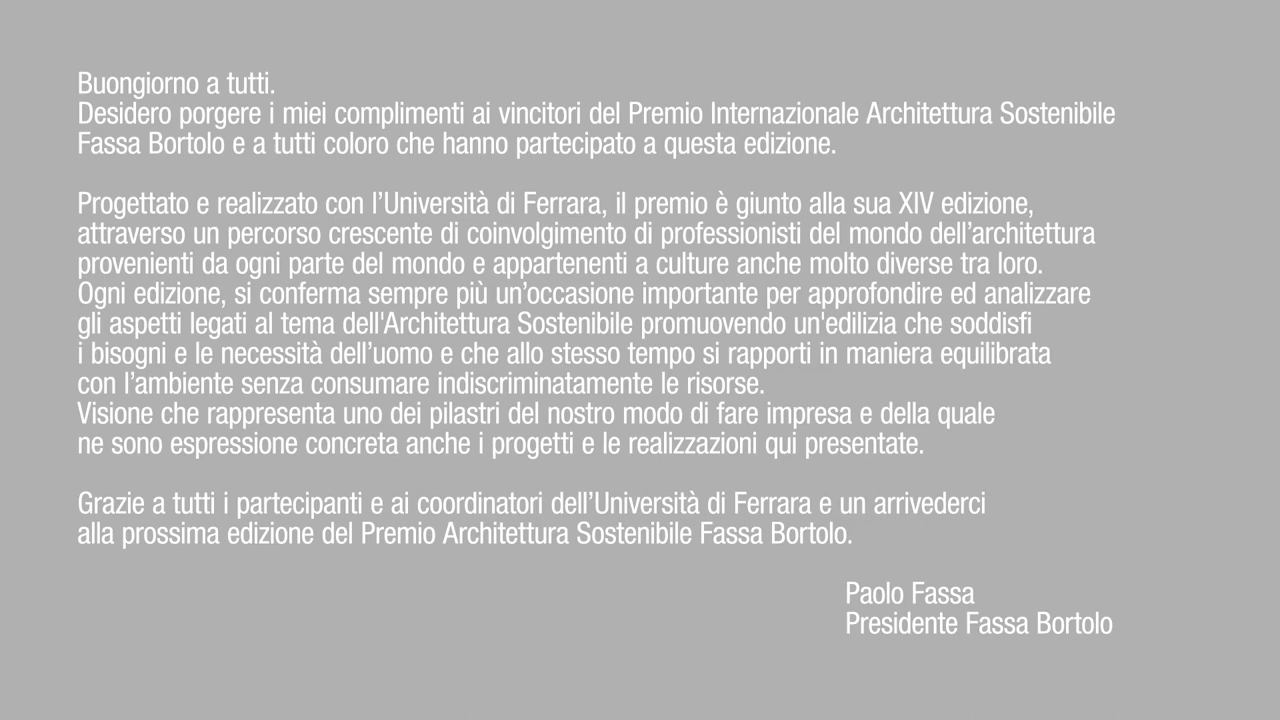 Buongiorno a tutti.
Desidero porgere i miei complimenti ai vincitori del Premio Internazionale Architettura Sostenibile
Fassa Bortolo e a tutti coloro che hanno partecipato a questa edizione.
Progettato e realizzato con l’Università di Ferrara, il premio è giunto alla sua XIV edizione,
attraverso un percorso crescente di coinvolgimento di professionisti del mondo dell’architettura
provenienti da ogni parte del mondo e appartenenti a culture anche molto diverse tra loro.
Ogni edizione, si conferma sempre più un’occasione importante per approfondire ed analizzare
gli aspetti legati al tema dell'Architettura Sostenibile promuovendo un'edilizia che soddisfi
i bisogni e le necessità dell’uomo e che allo stesso tempo si rapporti in maniera equilibrata
con l’ambiente senza consumare indiscriminatamente le risorse.
Visione che rappresenta uno dei pilastri del nostro modo di fare impresa e della quale
ne sono espressione concreta anche i progetti e le realizzazioni qui presentate.
Grazie a tutti i partecipanti e ai coordinatori dell’Università di Ferrara e un arrivederci
alla prossima edizione del Premio Architettura Sostenibile Fassa Bortolo.
Paolo Fassa
Presidente Fassa Bortolo